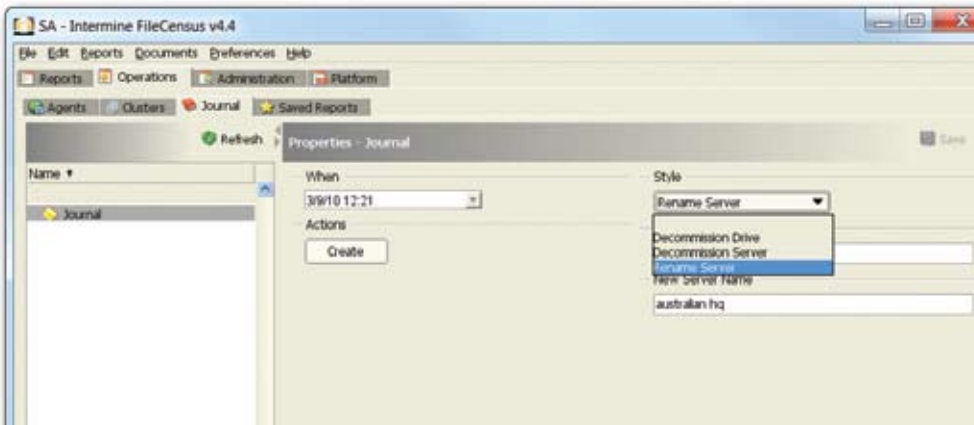 SA - Intermine FileCensus v4.4
File Edit Reports Documents Preferences Help
Reports Operations Administration Platform
Agents Clusters Journal Saved Reports
Refresh Properties - Journal Save
Name
When Style
3/9/10 12:21 Rename Server
Journal
Actions
Create
Decommission Drive
Decommission Server
Rename Server
New Server Name
australian hq